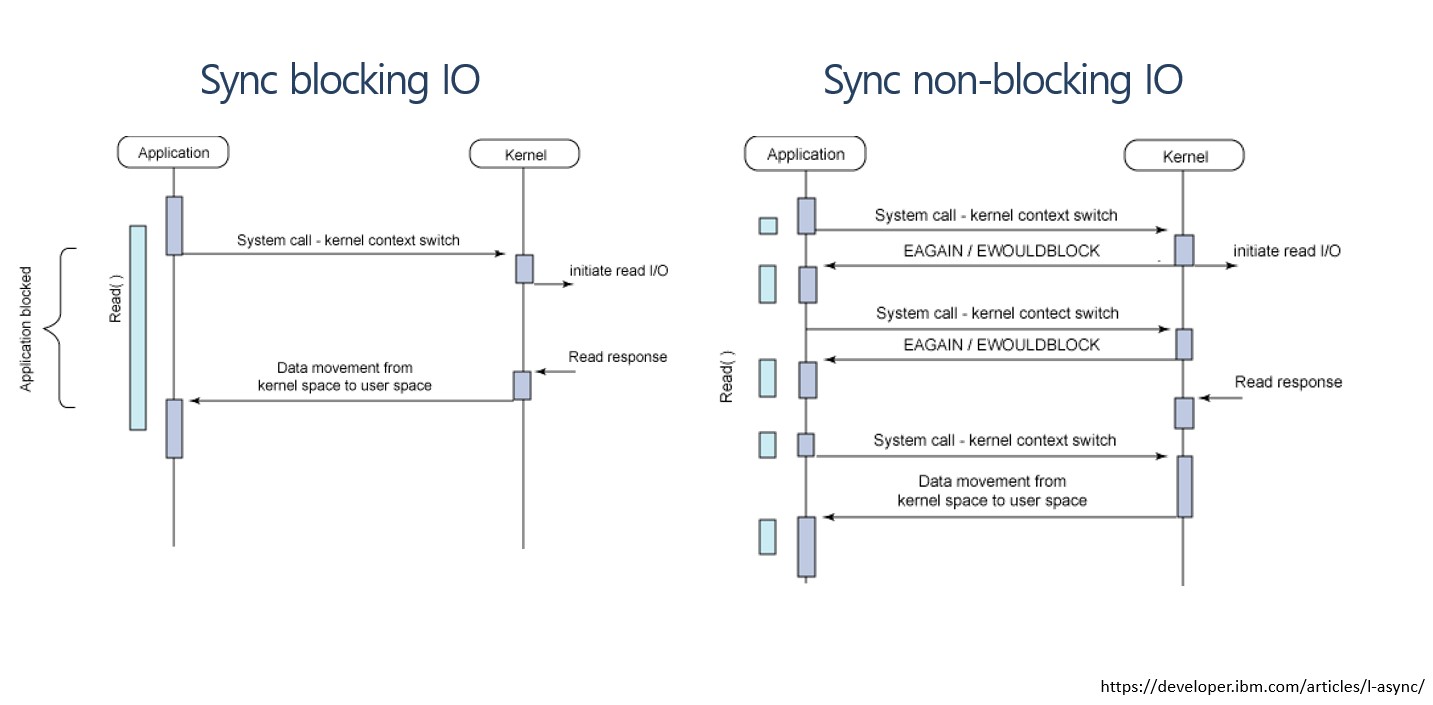 Sync blocking IO
Application
Kernel
System call - kernel context switch
initiate read I/O
Application blocked
Read( )
Read response
Data movement from
kernel space to user space
Sync non-blocking IO
Application
Kernel
System call - kernel context switch
EAGAIN / EWOULDBLOCK
initiate read I/O
System call - kernel contect switch
EAGAIN / EWOULDBLOCK
Read( )
Read response
System call - kernel context switch
Data movement from
kernel space to user space
https://developer.ibm.com/articles/l-async/